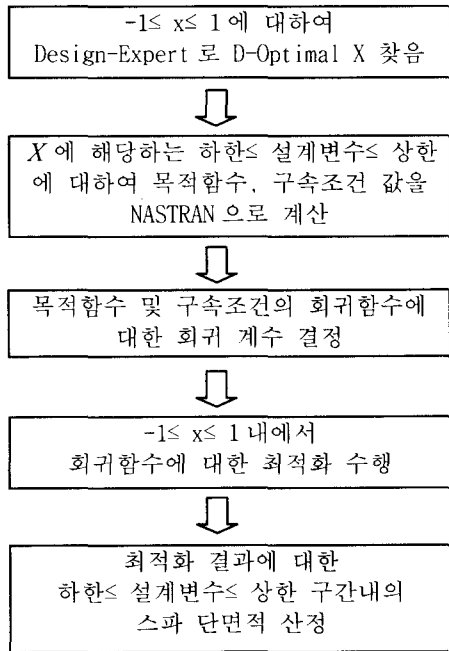 -1≤ x≤ 1 에 대하여
Design-Expert 로 D-Optimal X 찾음
X 에 해당하는 하한≤ 설계변수≤ 상한
에 대하여 목적함수, 구속조건 값을
NASTRAN 으로 계산
목적함수 및 구속조건의 회귀함수에
대한 회귀 계수 결정
-1≤ x≤ 1 내에서
회귀함수에 대한 최적화 수행
최적화 결과에 대한
하한≤ 설계변수≤ 상한 구간내의
스파 단면적 산정